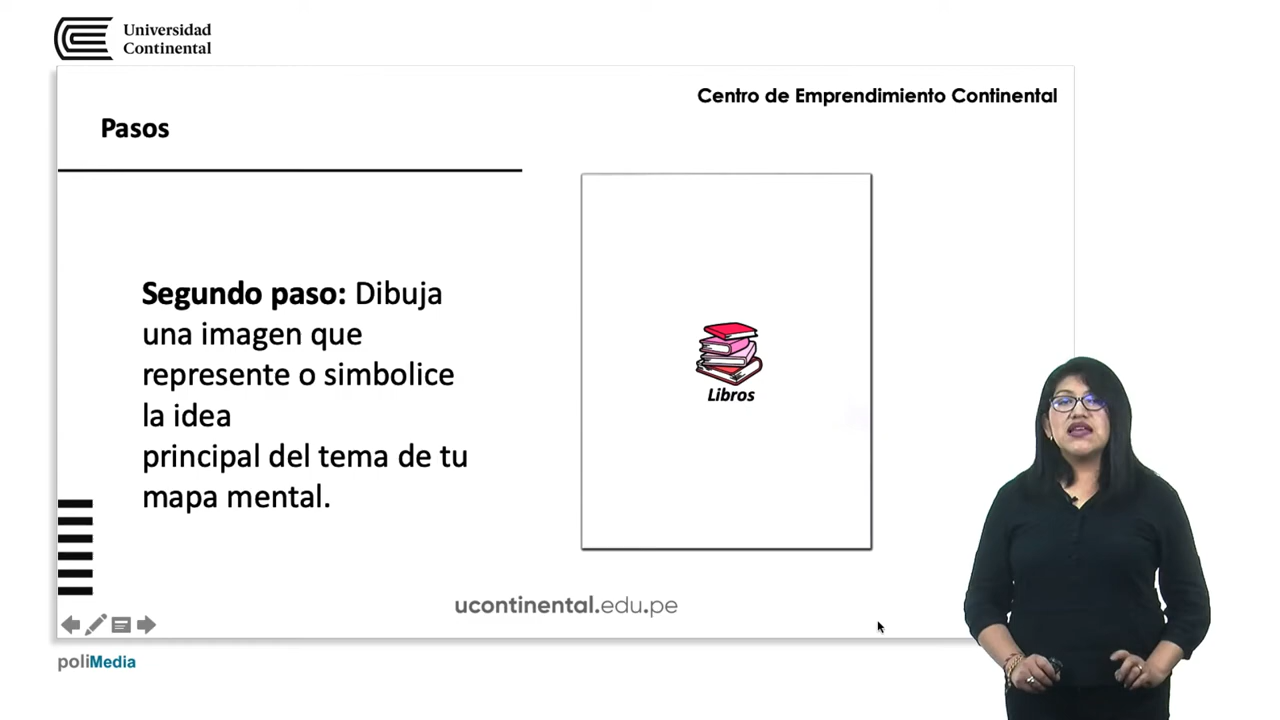 Universidad
Continental
Centro de Emprendimiento Continental
Pasos
Segundo paso: Dibuja
una imagen que
represente o simbolice
la idea
principal del tema de tu
mapa mental.
Libros
ucontinental.edu.pe
poliMedia